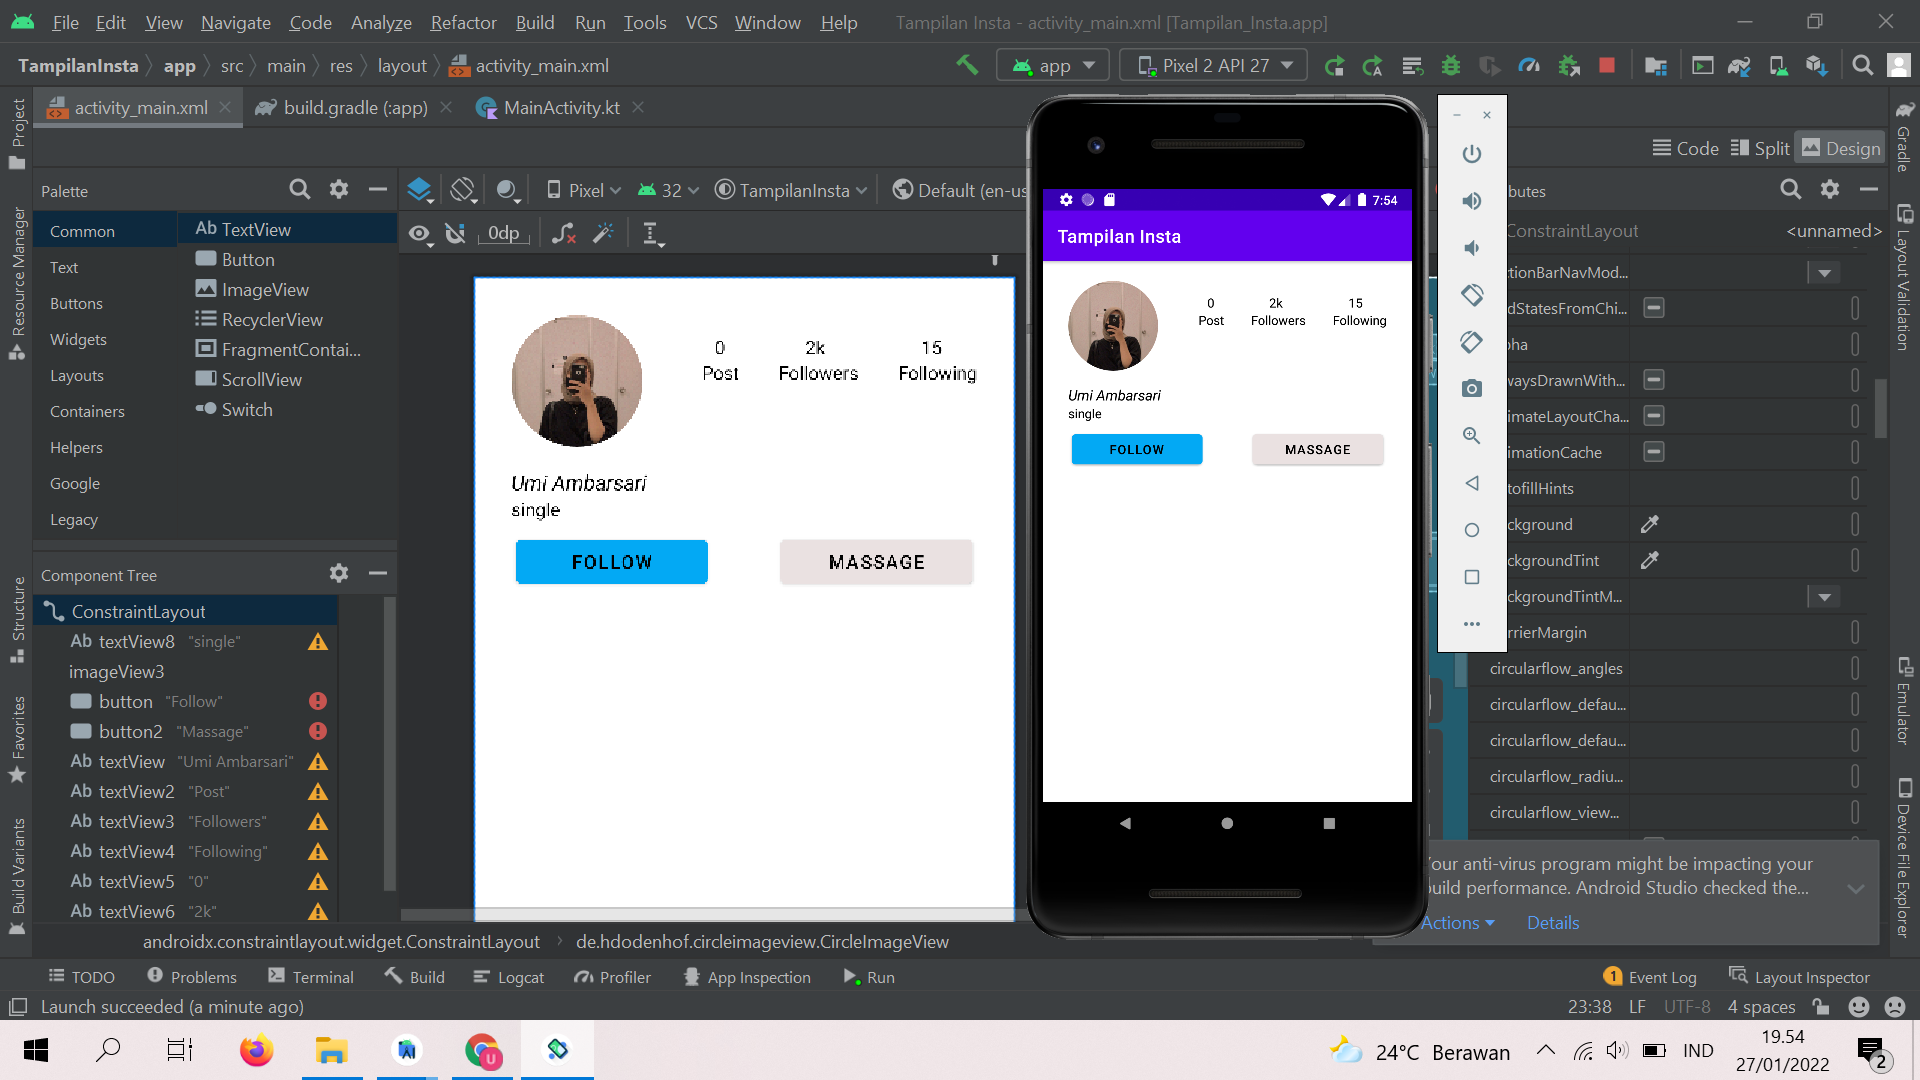 File Edit View Navigate Code Analyze Refactor Build Run Tools VCS Window Help Tampilan Insta - activity_main.xml [Tampilan_Insta.app]
TampilanInsta app src main res layout activity_main.xml app Pixel 2 API 27
activity_main.xml build.gradle (:app) MainActivity.kt
Code Split Design
Palette Pixel 32 TampilanInsta Default (en-us butes
Common TextView
Ab
0dp
ConstraintLayout <unnamed>
Button
Text
ImageView
Buttons
RecyclerView
Widgets
FragmentContai...
Layouts
ScrollView
Containers
Switch
Helpers
Google
Legacy
Component Tree
ConstraintLayout
Ab textView8 "single"
imageView3
button "Follow"
button2 "Massage"
Ab textView "Umi Ambarsari"
Ab textView2 "Post"
Ab textView3 "Followers"
Ab textView4 "Following"
Ab textView5 "0"
Ab textView6 "2k"
0 2k 15
Post Followers Following
Umi Ambarsari
single
FOLLOW MASSAGE
7:54
Tampilan Insta
0 2k 15
Post Followers Following
Umi Ambarsari
single
FOLLOW MASSAGE
tionBarNavMod...
dStatesFromChi...
ha
waysDrawnWith...
imateLayoutCha...
imationCache
tofillHints
ckground
ckgroundTint
ckgroundTintM...
rrierMargin
circularflow_angles
circularflow_defau...
circularflow_defau...
circularflow_radiu...
circularflow_view...
our anti-virus program might be impacting your
uild performance. Android Studio checked the...
Actions Details
Project
Resource Manager
Structure
Favorites
Build Variants
Gradle
Layout Validation
Emulator
Device File Explorer
androidx.constraintlayout.widget.ConstraintLayout de.hdodenhof.circleimageview.CircleImageView
TODO Problems Terminal Build Logcat Profiler App Inspection Run 1 Event Log Layout Inspector
Launch succeeded (a minute ago) 23:38 LF UTF-8 4 spaces
24°C Berawan IND 19.54
27/01/2022
2
U